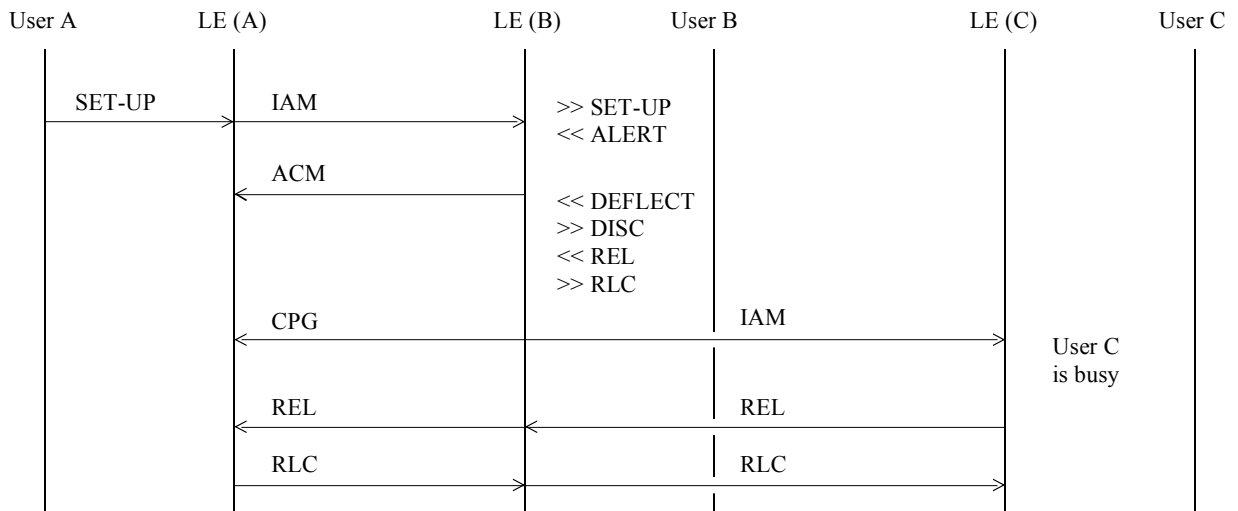 User A
LE (A)
LE (B)
User B
LE (C)
User C
SET-UP
IAM
>> SET-UP
<< ALERT
ACM
<< DEFLECT
>> DISC
<< REL
>> RLC
CPG
IAM
User C
is busy
REL
REL
RLC
RLC